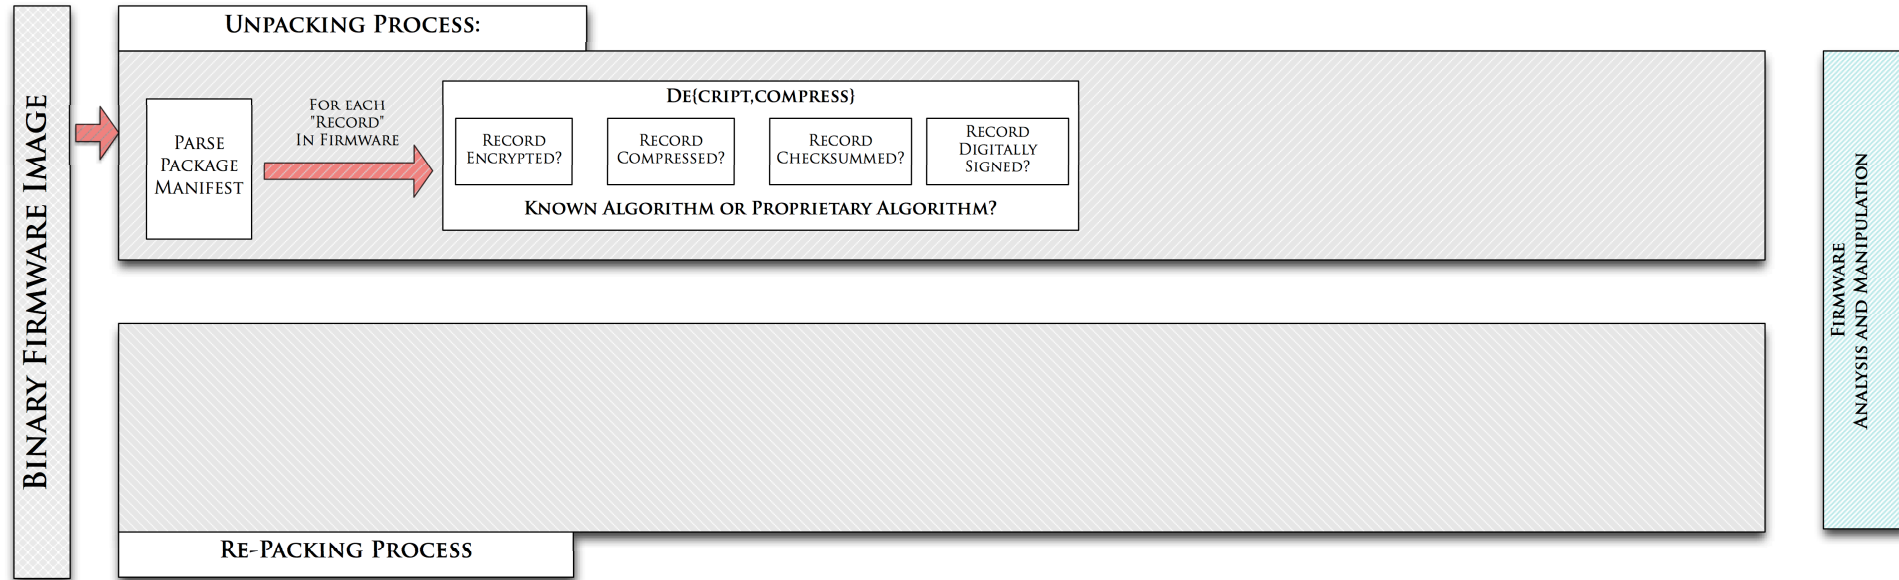 BINARY FIRMWARE IMAGE
UNPACKING PROCESS:
PARSE
PACKAGE
MANIFEST
FOR EACH
"RECORD"
IN FIRMWARE
DE{CRIPT,COMPRESS}
RECORD
ENCRYPTED?
RECORD
COMPRESSED?
RECORD
CHECKSUMMED?
RECORD
DIGITALLY
SIGNED?
KNOWN ALGORITHM OR PROPRIETARY ALGORITHM?
RE-PACKING PROCESS
FIRMWARE
ANALYSIS AND MANIPULATION